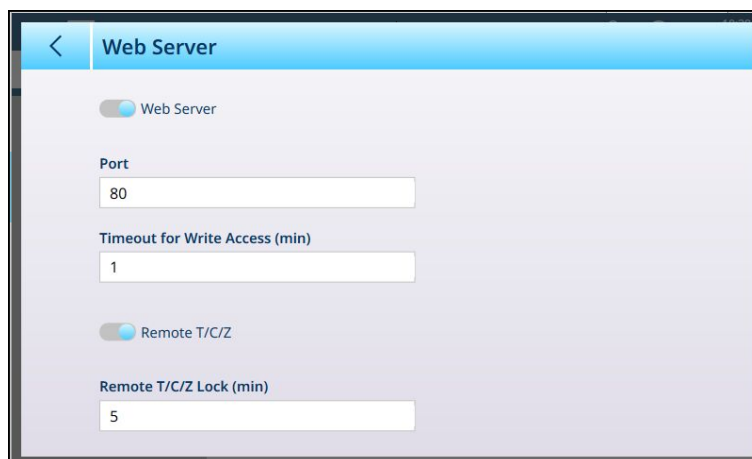 Web Server
Web Server
Port
80
Timeout for Write Access (min)
1
Remote T/C/Z
Remote T/C/Z Lock (min)
5